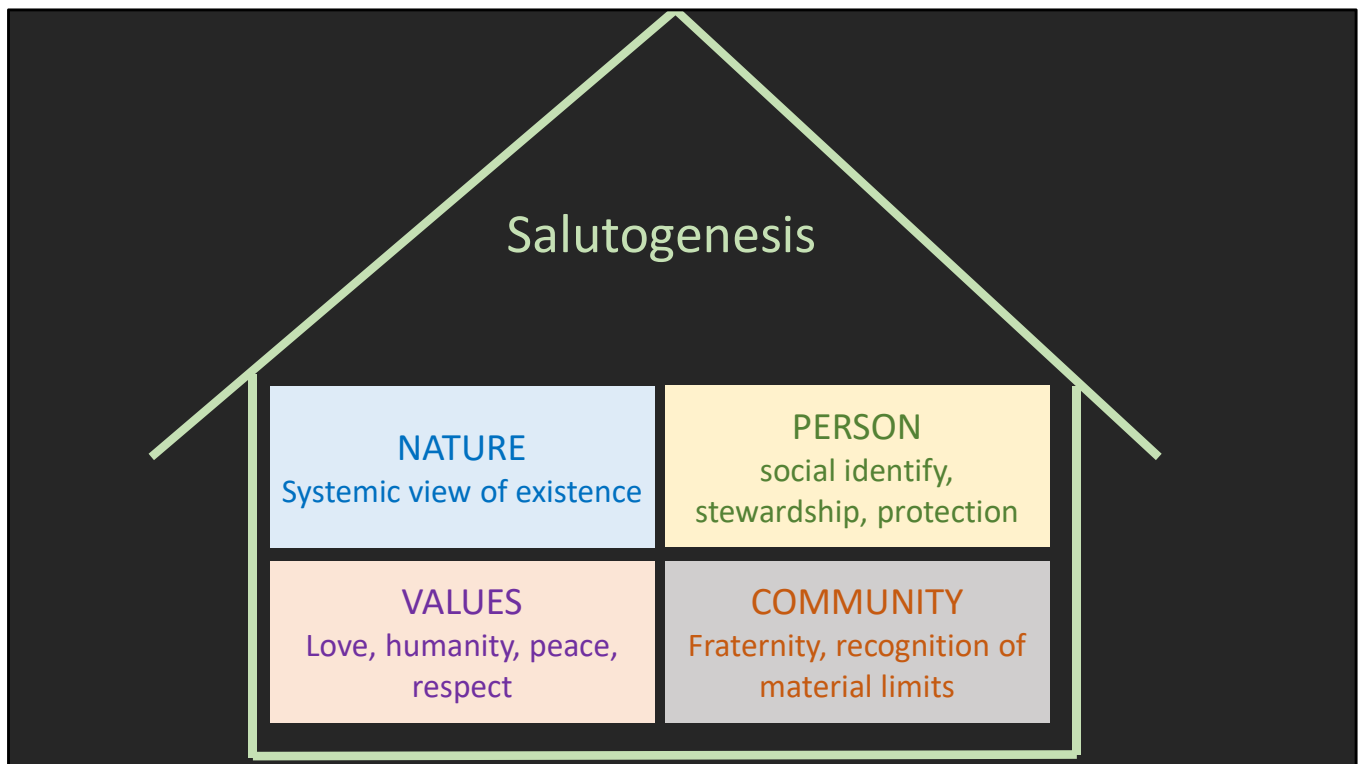 Salutogenesis
NATURE
Systemic view of existence
PERSON
social identify,
stewardship, protection
VALUES
Love, humanity, peace,
respect
COMMUNITY
Fraternity, recognition of
material limits